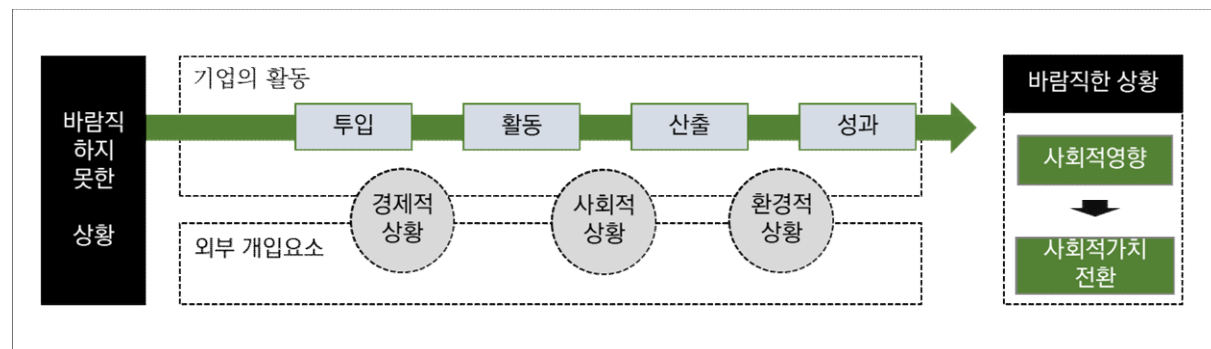 바람직
하지
못한
상황
기업의 활동
투입
활동
산출
성과
경제적
상황
사회적
상황
환경적
상황
외부 개입요소
바람직한 상황
사회적영향
사회적가치
전환